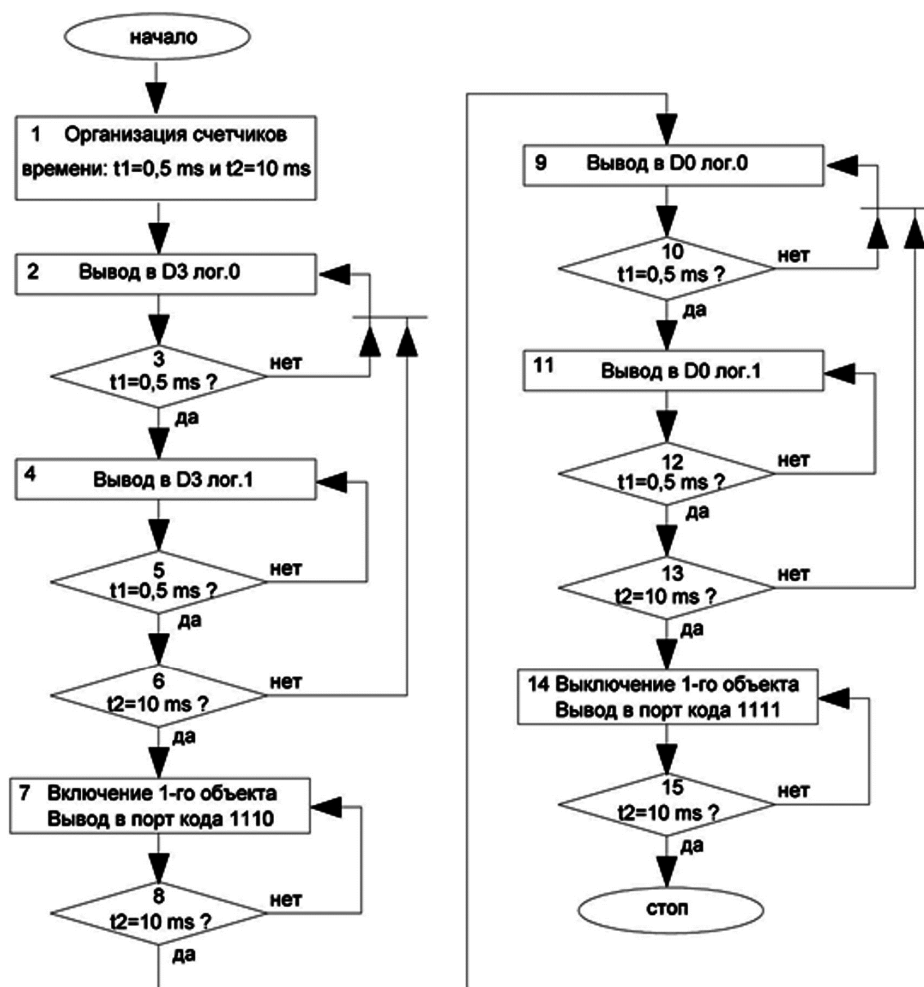 начало
1 Организация счетчиков
времени: t1=0,5 ms и t2=10 ms
2 Вывод в D3 лог.0
3
t1=0,5 ms ?
нет
да
4 Вывод в D3 лог.1
5
t1=0,5 ms ?
нет
да
6
t2=10 ms ?
нет
да
7 Включение 1-го объекта
Вывод в порт кода 1110
8
t2=10 ms ?
нет
да
9 Вывод в D0 лог.0
10
t1=0,5 ms ?
нет
да
11 Вывод в D0 лог.1
12
t1=0,5 ms ?
нет
да
13
t2=10 ms ?
нет
да
14 Выключение 1-го объекта
Вывод в порт кода 1111
15
t2=10 ms ?
нет
да
стоп